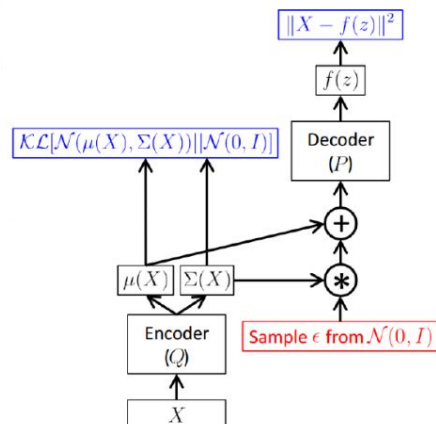 ‖X − f(z)‖²
f(z)
𝒦ℒ[𝒩(μ(X), Σ(X))||𝒩(0, I)]
Decoder
(P)
+
μ(X)
Σ(X)
*
Encoder
(Q)
Sample ϵ from 𝒩(0, I)
X